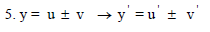 5. y = u ± v → y' = u' ± v'